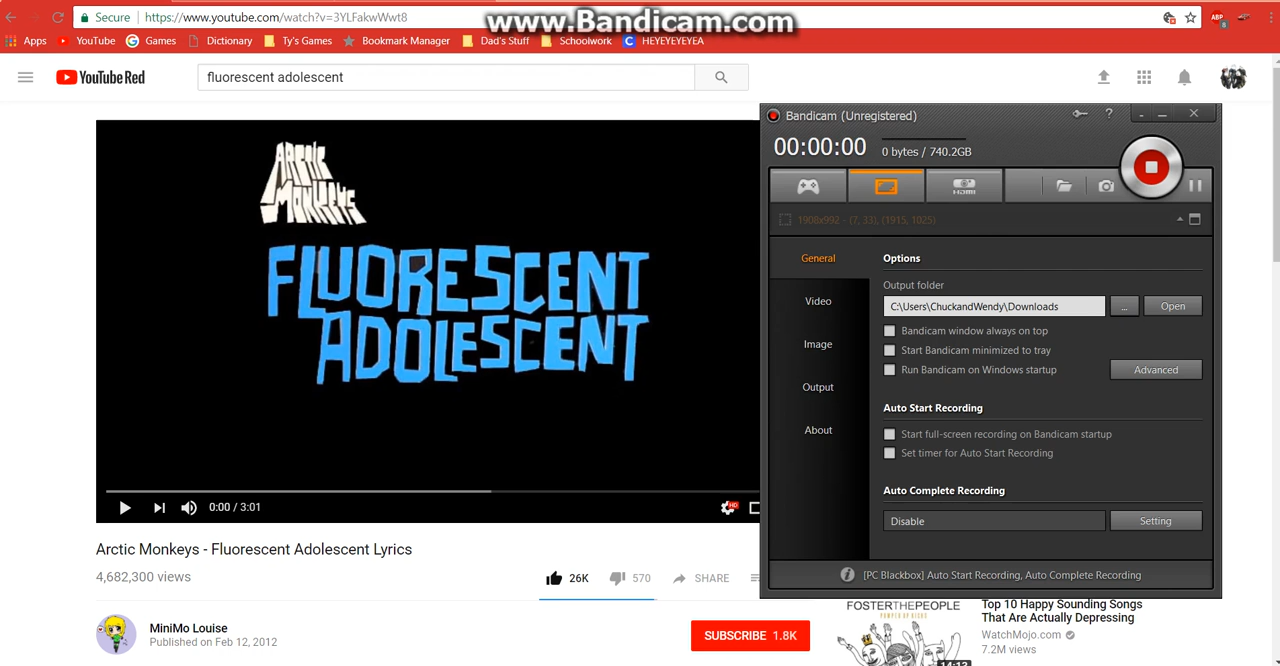 Secure https://www.youtube.com/watch?v=3YLFakwWwt8
www.Bandicam.com
ABP
Apps YouTube Games Dictionary Ty's Games Bookmark Manager Dad's Stuff Schoolwork HEYEYEYEYEA
YouTube Red
fluorescent adolescent
ARCTIC
MONKEYS
FLUORESCENT
ADOLESCENT
0:00 / 3:01
HD
Arctic Monkeys - Fluorescent Adolescent Lyrics
4,682,300 views
26K 570 SHARE
MiniMo Louise
Published on Feb 12, 2012
SUBSCRIBE 1.8K
Bandicam (Unregistered)
00:00:00 0 bytes / 740.2GB
HDMI
1908x992 - (7, 33), (1915, 1025)
General
Video
Image
Output
About
Options
Output folder
C:\Users\ChuckandWendy\Downloads ... Open
Bandicam window always on top
Start Bandicam minimized to tray
Run Bandicam on Windows startup Advanced
Auto Start Recording
Start full-screen recording on Bandicam startup
Set timer for Auto Start Recording
Auto Complete Recording
Disable Setting
[PC Blackbox] Auto Start Recording, Auto Complete Recording
FOSTER THE PEOPLE
Top 10 Happy Sounding Songs
That Are Actually Depressing
WatchMojo.com
7.2M views